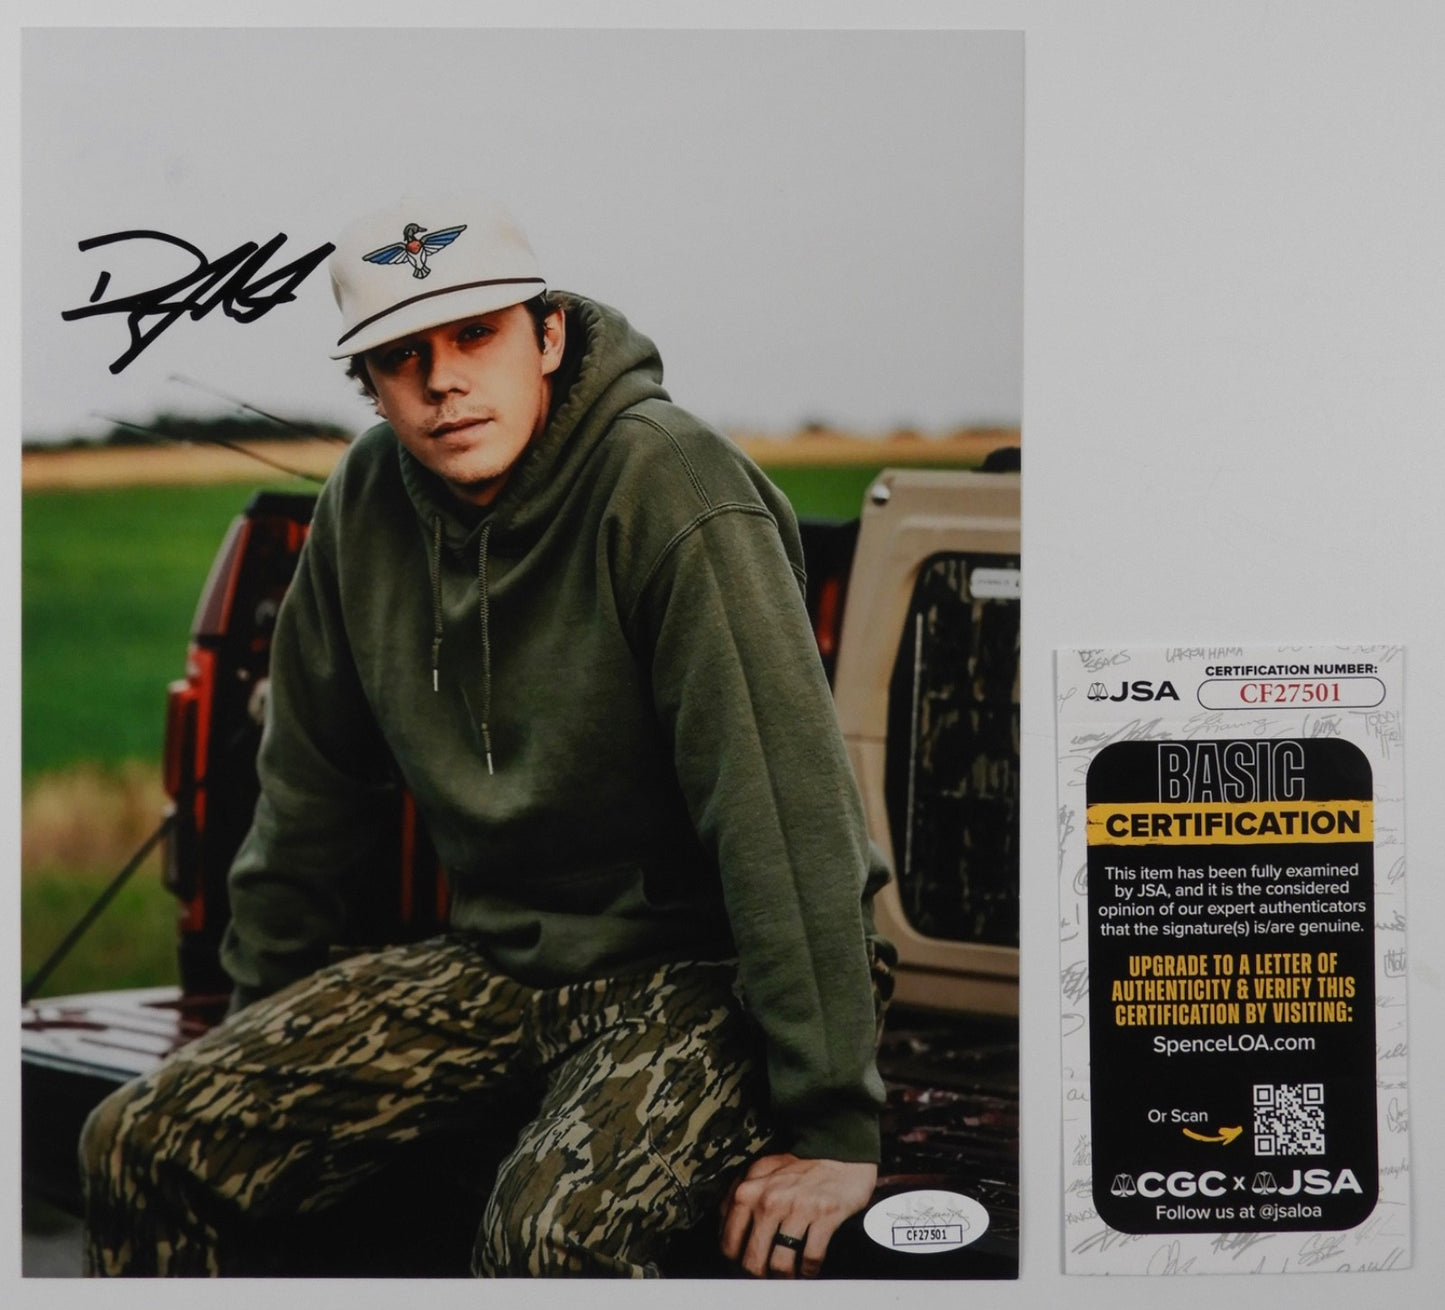 CERTIFICATION NUMBER:
JSA CF27501
BASIC
CERTIFICATION
This item has been fully examined
by JSA, and it is the considered
opinion of our expert authenticators
that the signature(s) is/are genuine.
UPGRADE TO A LETTER OF
AUTHENTICITY & VERIFY THIS
CERTIFICATION BY VISITING:
SpenceLOA.com
Or Scan
CGC x JSA
Follow us at @jsaloa
CF27501